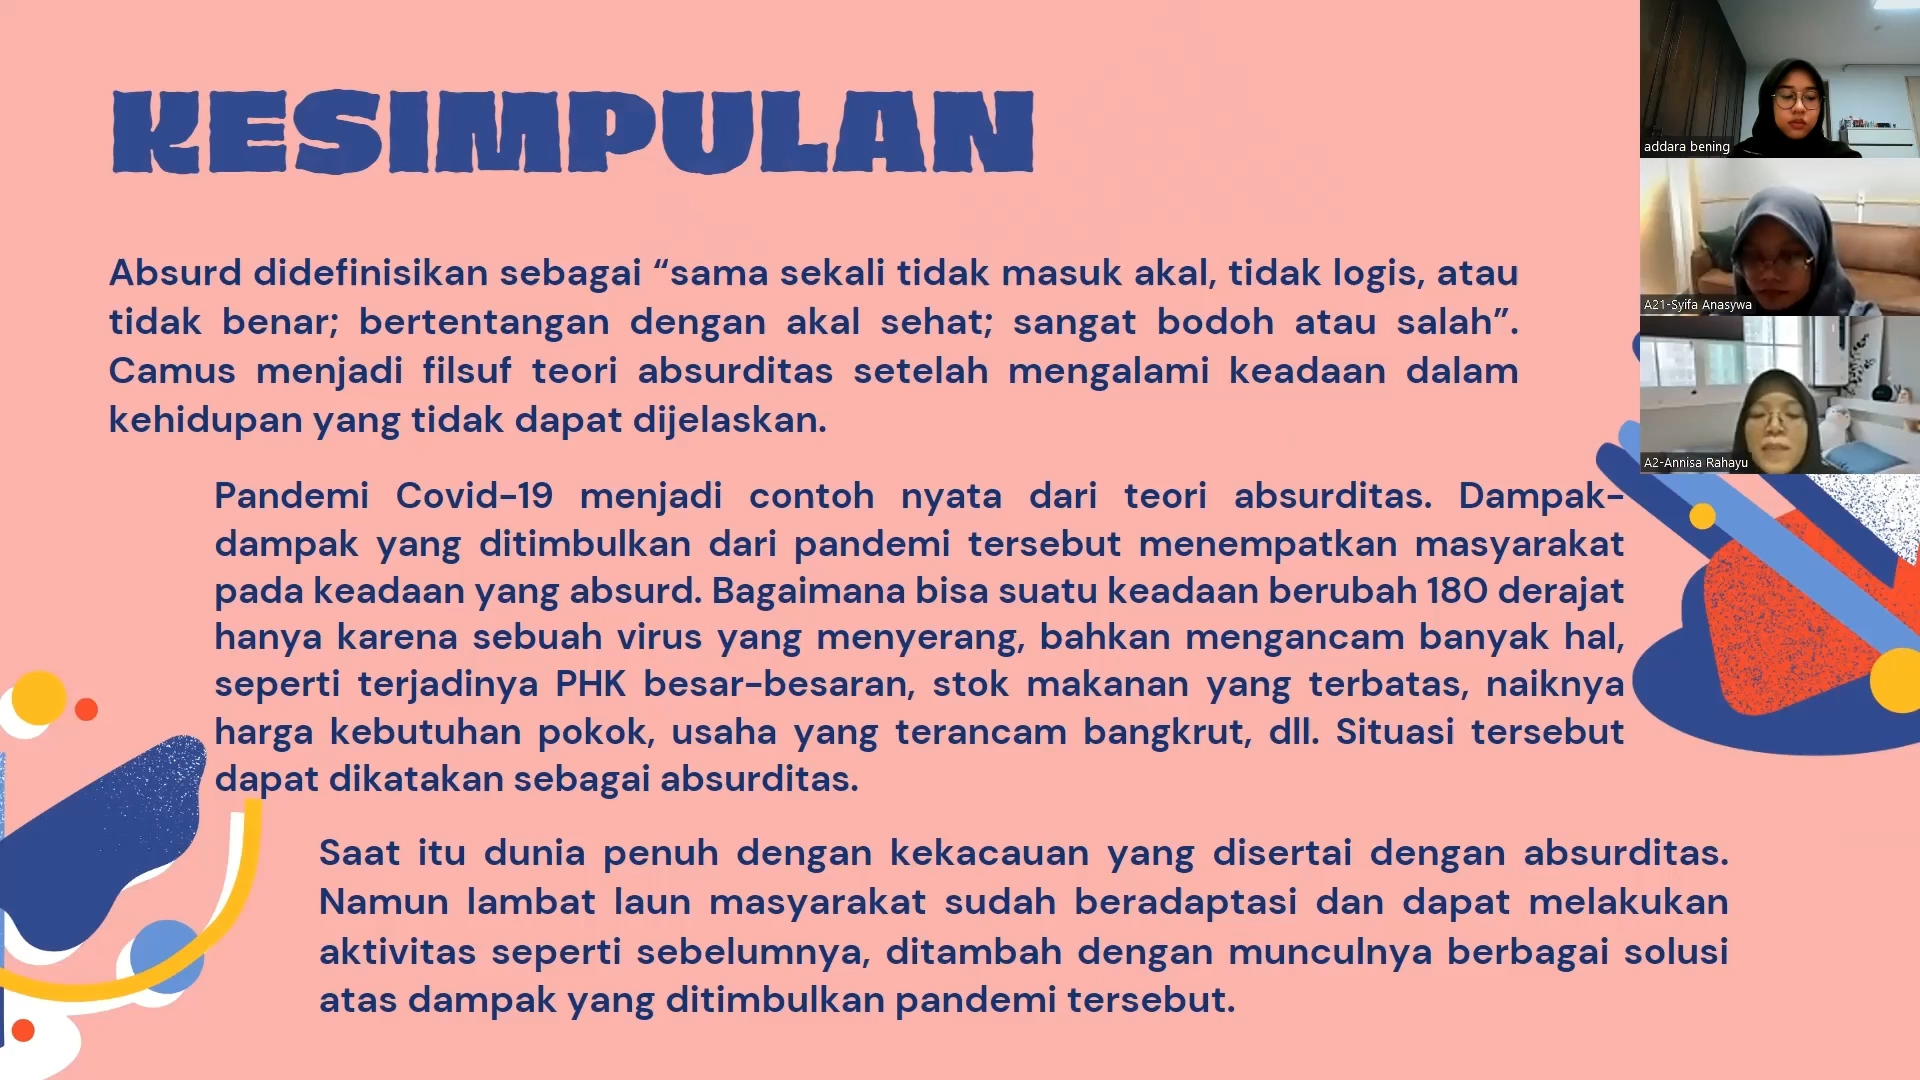 KESIMPULAN
Absurd didefinisikan sebagai “sama sekali tidak masuk akal, tidak logis, atau
tidak benar; bertentangan dengan akal sehat; sangat bodoh atau salah”.
Camus menjadi filsuf teori absurditas setelah mengalami keadaan dalam
kehidupan yang tidak dapat dijelaskan.
Pandemi Covid-19 menjadi contoh nyata dari teori absurditas. Dampak-
dampak yang ditimbulkan dari pandemi tersebut menempatkan masyarakat
pada keadaan yang absurd. Bagaimana bisa suatu keadaan berubah 180 derajat
hanya karena sebuah virus yang menyerang, bahkan mengancam banyak hal,
seperti terjadinya PHK besar-besaran, stok makanan yang terbatas, naiknya
harga kebutuhan pokok, usaha yang terancam bangkrut, dll. Situasi tersebut
dapat dikatakan sebagai absurditas.
Saat itu dunia penuh dengan kekacauan yang disertai dengan absurditas.
Namun lambat laun masyarakat sudah beradaptasi dan dapat melakukan
aktivitas seperti sebelumnya, ditambah dengan munculnya berbagai solusi
atas dampak yang ditimbulkan pandemi tersebut.
addara bening
A21-Syifa Anasywa
A2-Annisa Rahayu